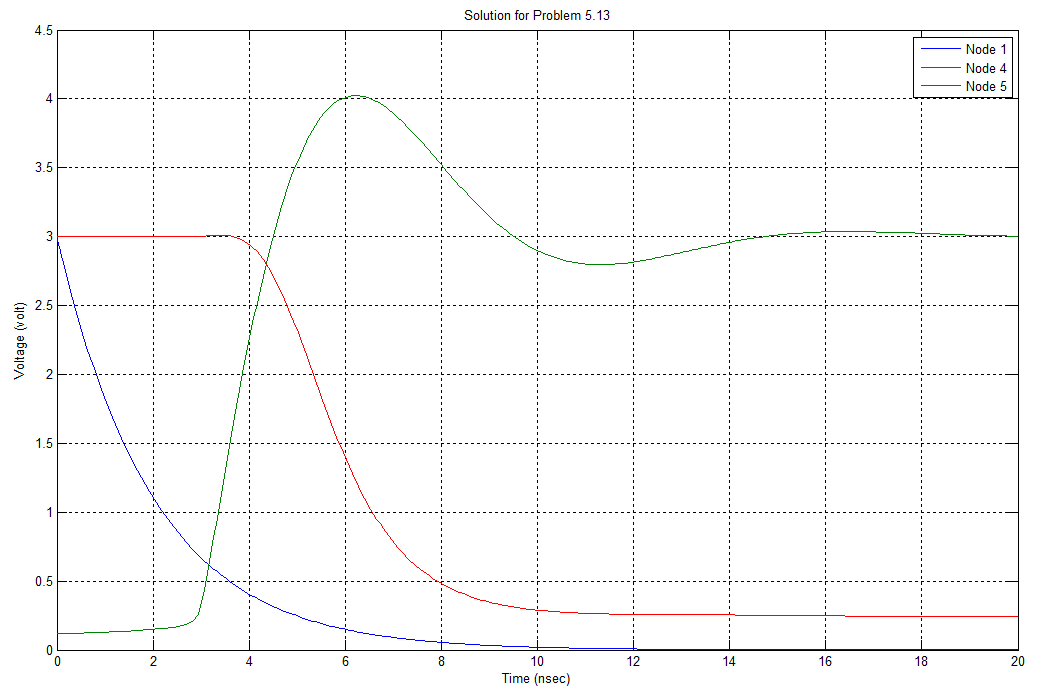 Solution for Problem 5.13
4.5
4
3.5
3
2.5
2
1.5
1
0.5
0
Voltage (volt)
Node 1
Node 4
Node 5
0 2 4 6 8 10 12 14 16 18 20
Time (nsec)